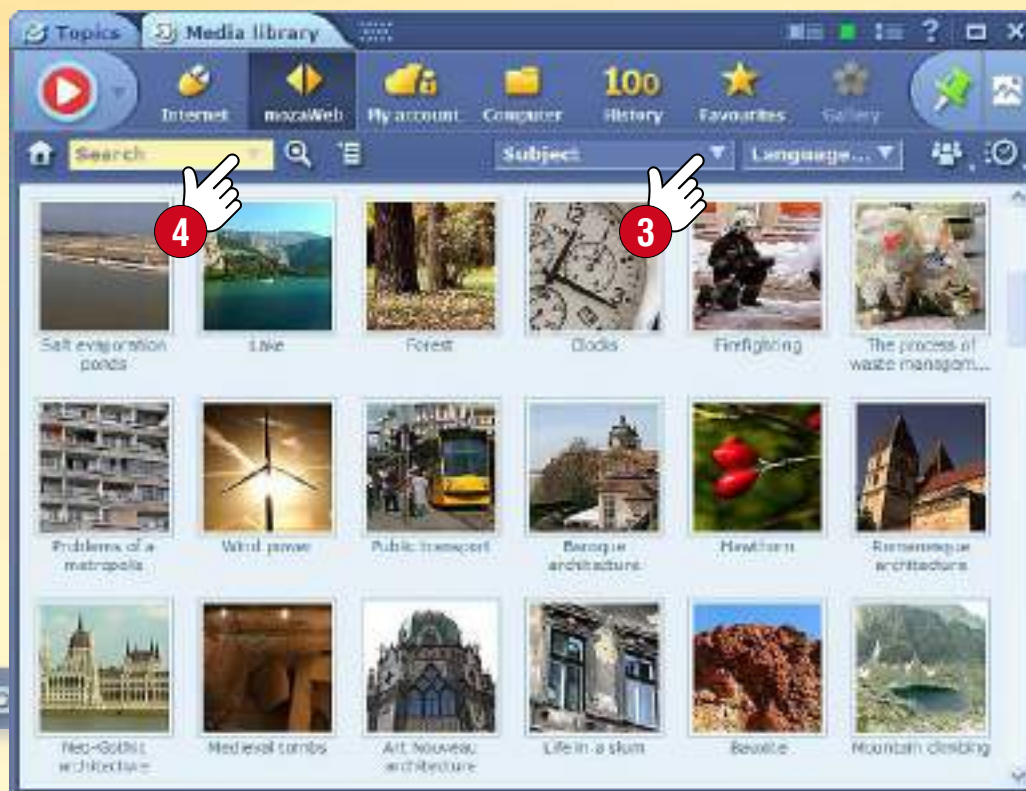 Topics
Media library
?
Internet
mozaWeb
My account
Computer
100
History
Favourites
Gallery
Search
Subject
Language...
4
3
Salt evaporation
ponds
Lake
Forest
Clocks
Firefighting
The process of
waste managem...
Problems of a
metropolis
Wind power
Public transport
Baroque
architecture
Hawthorn
Romanesque
architecture
Neo-Gothic
architecture
Medieval tombs
Art Nouveau
architecture
Life in a slum
Bauxite
Mountain climbing